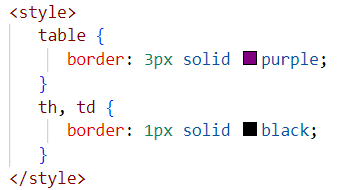 <style>
table {
border: 3px solid purple;
}
th, td {
border: 1px solid black;
}
</style>